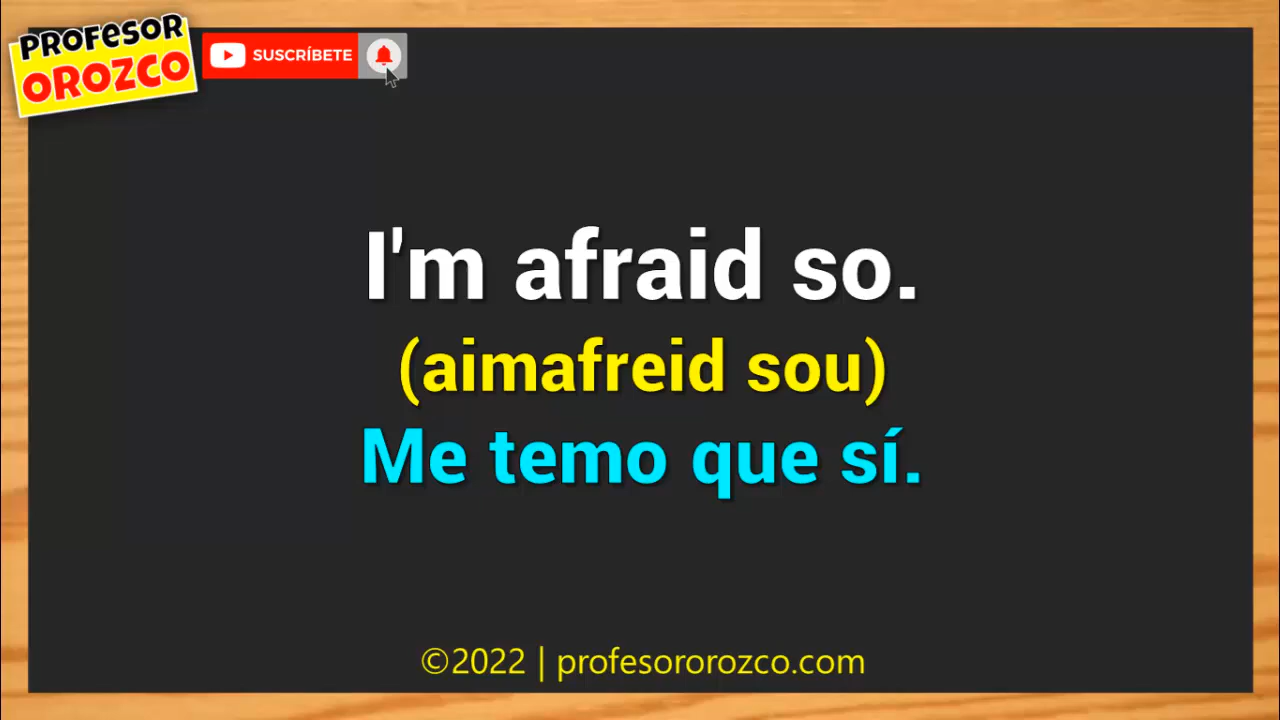 PROFESOR
OROZCO
SUSCRÍBETE
I'm afraid so.
(aimafreid sou)
Me temo que sí.
©2022 | profesororozco.com